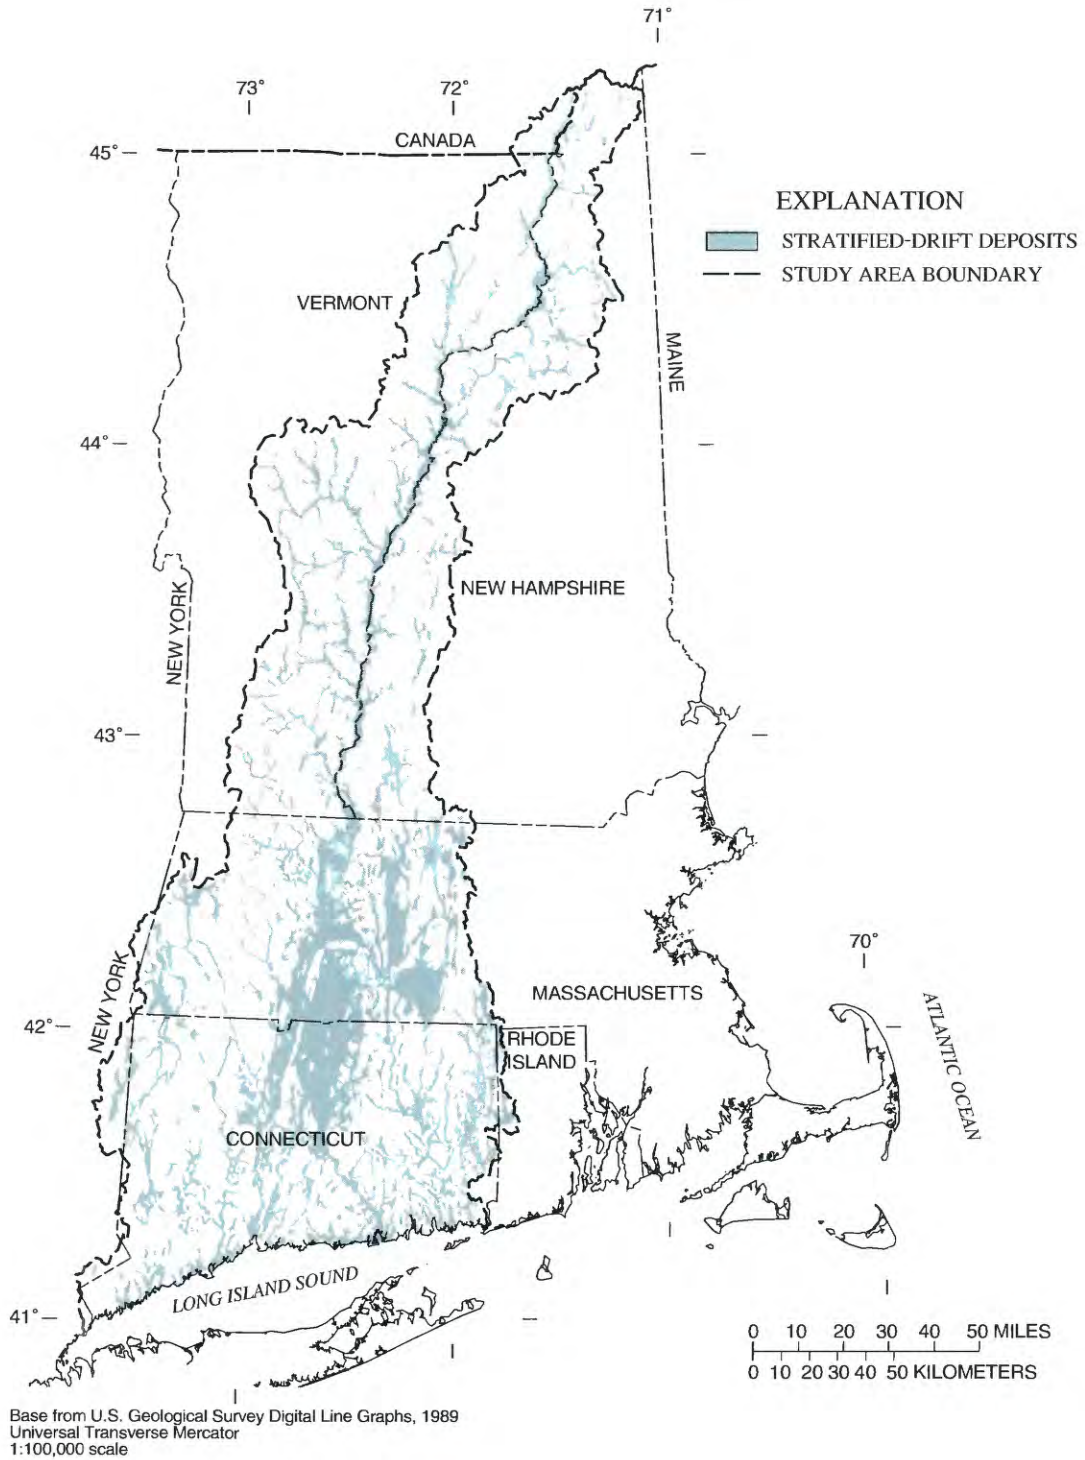 71°
73°
72°
CANADA
45°
EXPLANATION
STRATIFIED-DRIFT DEPOSITS
STUDY AREA BOUNDARY
VERMONT
MAINE
44°
NEW HAMPSHIRE
NEW YORK
43°
70°
NEW YORK
MASSACHUSETTS
ATLANTIC OCEAN
42°
RHODE
ISLAND
CONNECTICUT
LONG ISLAND SOUND
41°
0 10 20 30 40 50 MILES
0 10 20 30 40 50 KILOMETERS
Base from U.S. Geological Survey Digital Line Graphs, 1989
Universal Transverse Mercator
1:100,000 scale